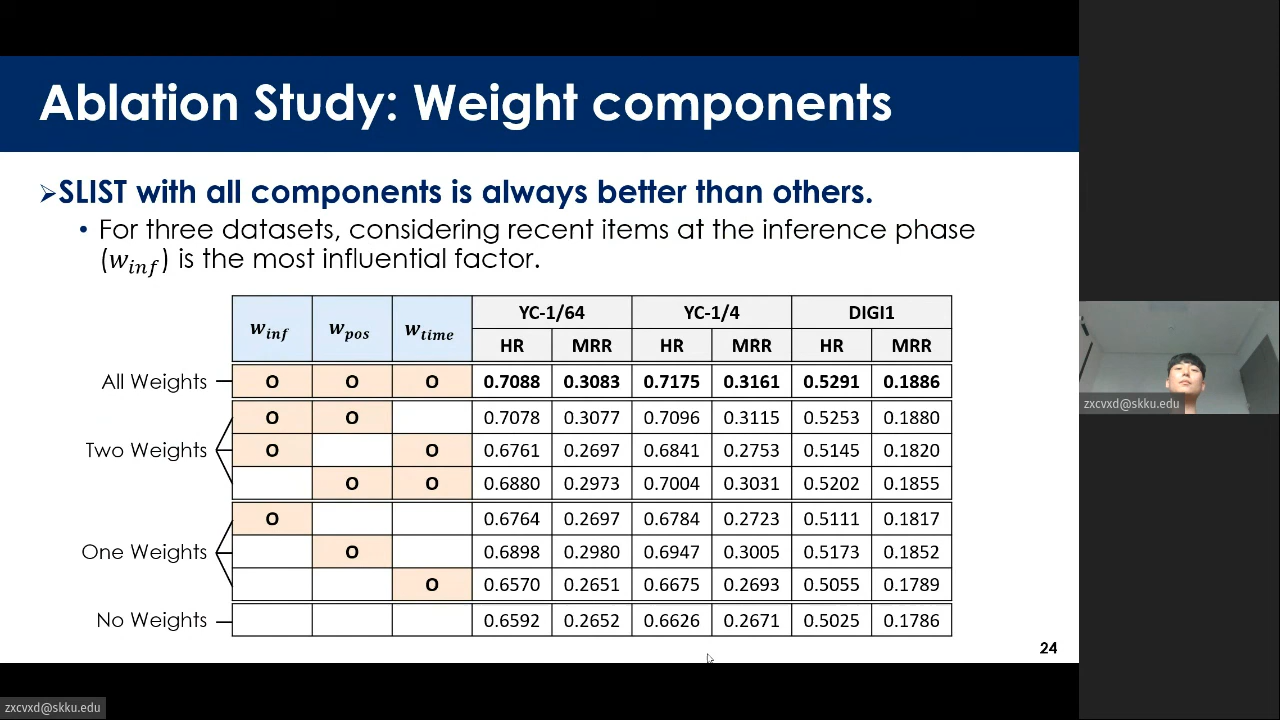 Ablation Study: Weight components
➢SLIST with all components is always better than others.
• For three datasets, considering recent items at the inference phase
(w_inf) is the most influential factor.
w_inf w_pos w_time YC-1/64 YC-1/4 DIGI1
HR MRR HR MRR HR MRR
All Weights O O O 0.7088 0.3083 0.7175 0.3161 0.5291 0.1886
O O 0.7078 0.3077 0.7096 0.3115 0.5253 0.1880
Two Weights O O 0.6761 0.2697 0.6841 0.2753 0.5145 0.1820
O O 0.6880 0.2973 0.7004 0.3031 0.5202 0.1855
O 0.6764 0.2697 0.6784 0.2723 0.5111 0.1817
One Weights O 0.6898 0.2980 0.6947 0.3005 0.5173 0.1852
O 0.6570 0.2651 0.6675 0.2693 0.5055 0.1789
No Weights 0.6592 0.2652 0.6626 0.2671 0.5025 0.1786
24
zxcvxd@skku.edu
zxcvxd@skku.edu